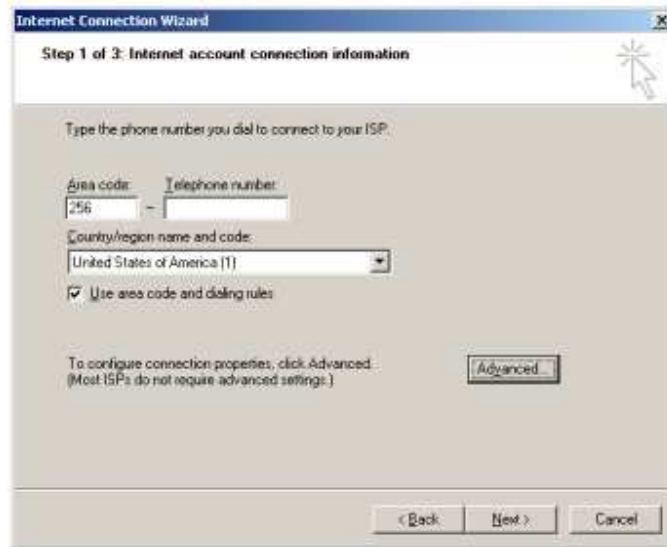 Internet Connection Wizard
Step 1 of 3: Internet account connection information
Type the phone number you dial to connect to your ISP.
Area code: Telephone number:
256 -
Country/region name and code:
United States of America (1)
Use area code and dialing rules
To configure connection properties, click Advanced.
(Most ISPs do not require advanced settings.)
Advanced...
< Back Next > Cancel